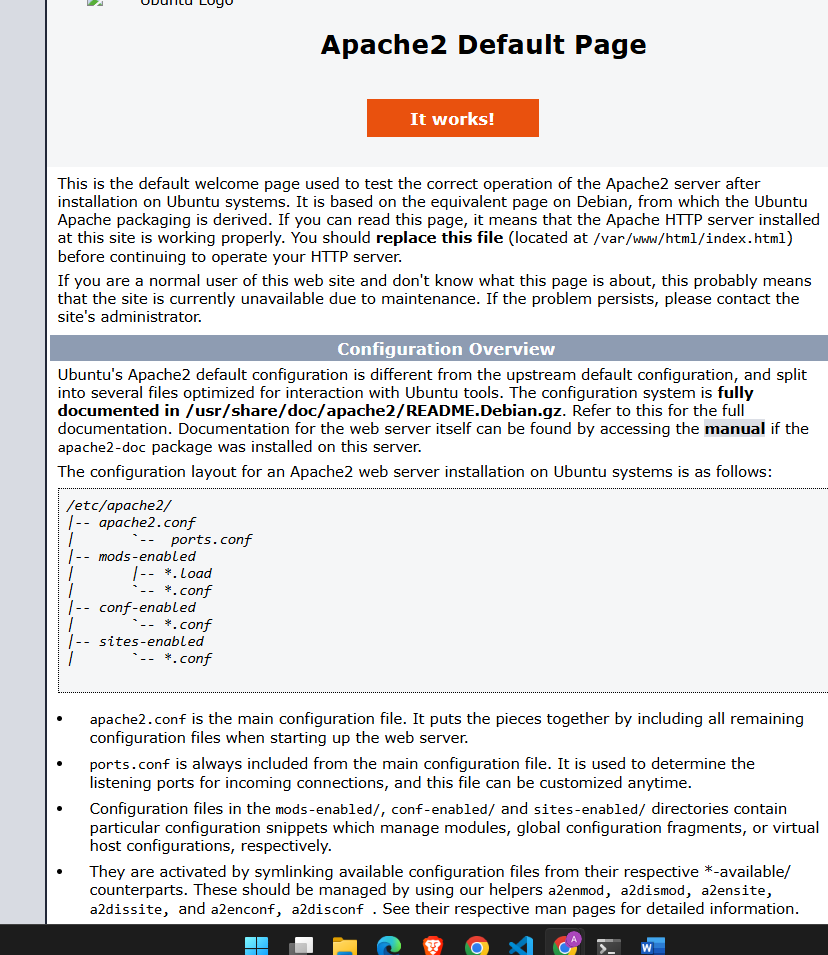 Ubuntu Logo
Apache2 Default Page
It works!
This is the default welcome page used to test the correct operation of the Apache2 server after
installation on Ubuntu systems. It is based on the equivalent page on Debian, from which the Ubuntu
Apache packaging is derived. If you can read this page, it means that the Apache HTTP server installed
at this site is working properly. You should replace this file (located at /var/www/html/index.html)
before continuing to operate your HTTP server.
If you are a normal user of this web site and don't know what this page is about, this probably means
that the site is currently unavailable due to maintenance. If the problem persists, please contact the
site's administrator.
Configuration Overview
Ubuntu's Apache2 default configuration is different from the upstream default configuration, and split
into several files optimized for interaction with Ubuntu tools. The configuration system is fully
documented in /usr/share/doc/apache2/README.Debian.gz. Refer to this for the full
documentation. Documentation for the web server itself can be found by accessing the manual if the
apache2-doc package was installed on this server.
The configuration layout for an Apache2 web server installation on Ubuntu systems is as follows:
/etc/apache2/
|-- apache2.conf
|       `--  ports.conf
|-- mods-enabled
|       |-- *.load
|       `-- *.conf
|-- conf-enabled
|       `-- *.conf
|-- sites-enabled
|       `-- *.conf
• apache2.conf is the main configuration file. It puts the pieces together by including all remaining
configuration files when starting up the web server.
• ports.conf is always included from the main configuration file. It is used to determine the
listening ports for incoming connections, and this file can be customized anytime.
• Configuration files in the mods-enabled/, conf-enabled/ and sites-enabled/ directories contain
particular configuration snippets which manage modules, global configuration fragments, or virtual
host configurations, respectively.
• They are activated by symlinking available configuration files from their respective *-available/
counterparts. These should be managed by using our helpers a2enmod, a2dismod, a2ensite,
a2dissite, and a2enconf, a2disconf . See their respective man pages for detailed information.
A
W